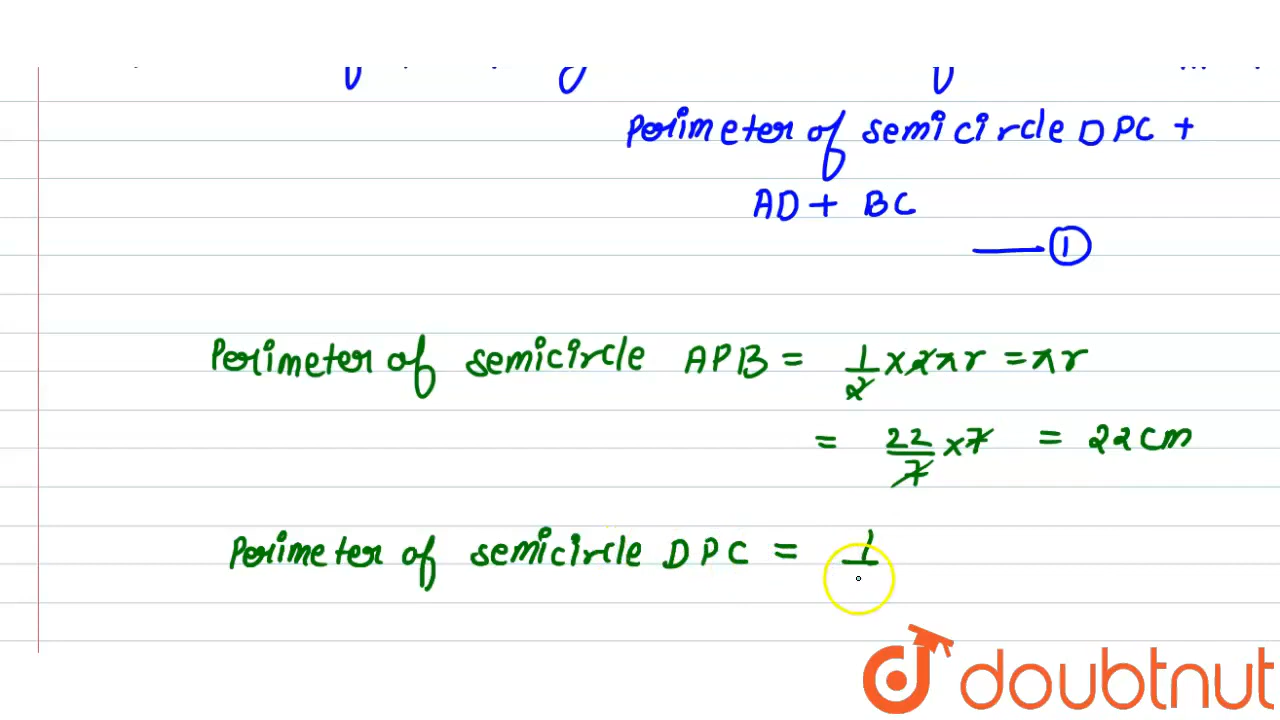 Perimeter of semicircle DPC +
AD + BC
①
Perimeter of semicircle APB = 1/2 x 2πr = πr
= 22/7 x 7 = 22 cm
Perimeter of semicircle DPC = 1
doubtnut